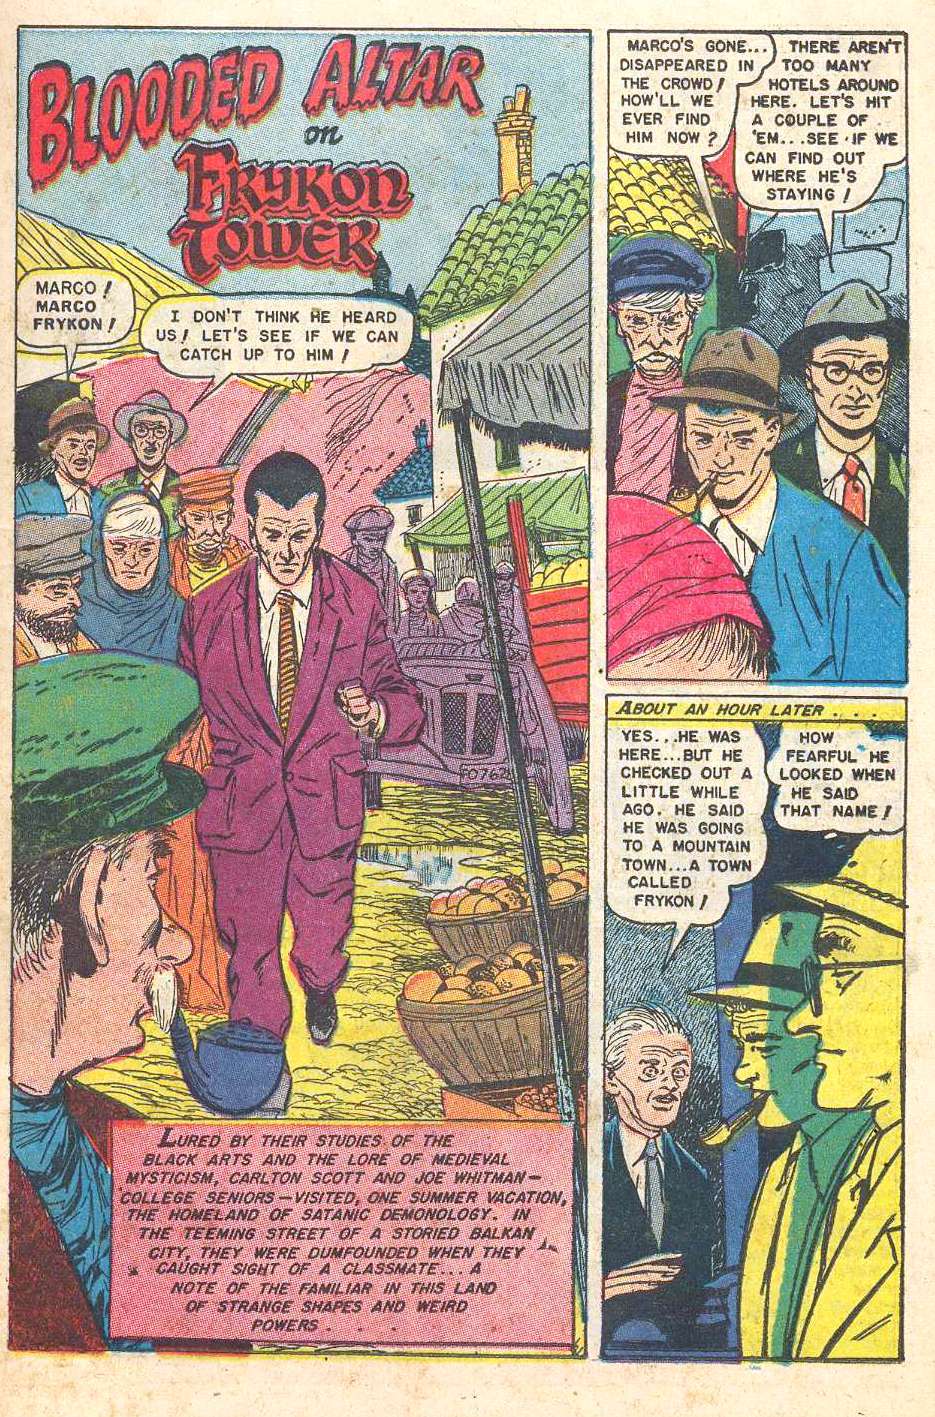 BLOODED ALTAR
on
FRYKON
TOWER
MARCO!
MARCO
FRYKON!
I DON'T THINK HE HEARD
US! LET'S SEE IF WE CAN
CATCH UP TO HIM!
FO762
LURED BY THEIR STUDIES OF THE
BLACK ARTS AND THE LORE OF MEDIEVAL
MYSTICISM, CARLTON SCOTT AND JOE WHITMAN—
COLLEGE SENIORS—VISITED, ONE SUMMER VACATION,
THE HOMELAND OF SATANIC DEMONOLOGY. IN
THE TEEMING STREET OF A STORIED BALKAN
CITY, THEY WERE DUMFOUNDED WHEN THEY
CAUGHT SIGHT OF A CLASSMATE... A
NOTE OF THE FAMILIAR IN THIS LAND
OF STRANGE SHAPES AND WEIRD
POWERS . . . .
MARCO'S GONE...
DISAPPEARED IN
THE CROWD!
HOW'LL WE
EVER FIND
HIM NOW?
THERE AREN'T
TOO MANY
HOTELS AROUND
HERE. LET'S HIT
A COUPLE OF
'EM...SEE IF WE
CAN FIND OUT
WHERE HE'S
STAYING!
ABOUT AN HOUR LATER . . . .
YES...HE WAS
HERE...BUT HE
CHECKED OUT A
LITTLE WHILE
AGO. HE SAID
HE WAS GOING
TO A MOUNTAIN
TOWN...A TOWN
CALLED
FRYKON!
HOW
FEARFUL HE
LOOKED WHEN
HE SAID
THAT NAME!